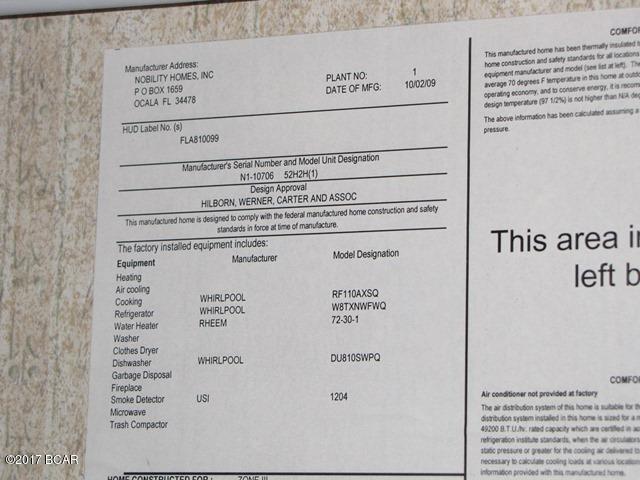 Manufacturer Address:
NOBILITY HOMES, INC
P O BOX 1659
OCALA FL 34478
PLANT NO: 1
DATE OF MFG: 10/02/09
HUD Label No. (s)
FLA810099
Manufacturer's Serial Number and Model Unit Designation
N1-10706 52H2H(1)
Design Approval
HILBORN, WERNER, CARTER AND ASSOC
This manufactured home is designed to comply with the federal manufactured home construction and safety
standards in force at time of manufacture.
The factory installed equipment includes:
Equipment Manufacturer Model Designation
Heating
Air cooling
Cooking WHIRLPOOL RF110AXSQ
Refrigerator WHIRLPOOL W8TXNWFWQ
Water Heater RHEEM 72-30-1
Washer
Clothes Dryer
Dishwasher WHIRLPOOL DU810SWPQ
Garbage Disposal
Fireplace
Smoke Detector USI 1204
Microwave
Trash Compactor
HOME CONSTRUCTED FOR : ZONE III
COMFOR
This manufactured home has been thermally insulated t
home construction and safety standards for all locations
equipment manufacturer and model (see list at left). The
average 70 degrees F temperature in this home at outd
operating economy, and to conserve energy, it is recom
design temperature (97 1/2%) is not higher than N/A deg
The above information has been calculated assuming a
pressure.
This area in
left b
COMFO
Air conditioner not provided at factory
The air distribution system of this home is suitable for th
distribution system installed in this home is sized for a m
49200 B.T.U./hr. rated capacity which are certified in ac
refrigeration institute standards, when the air circulation
static pressure or greater for the cooling air delivered to
necessary to calculate cooling loads at various location
information provided with this manufactured home.
©2017 BCAR